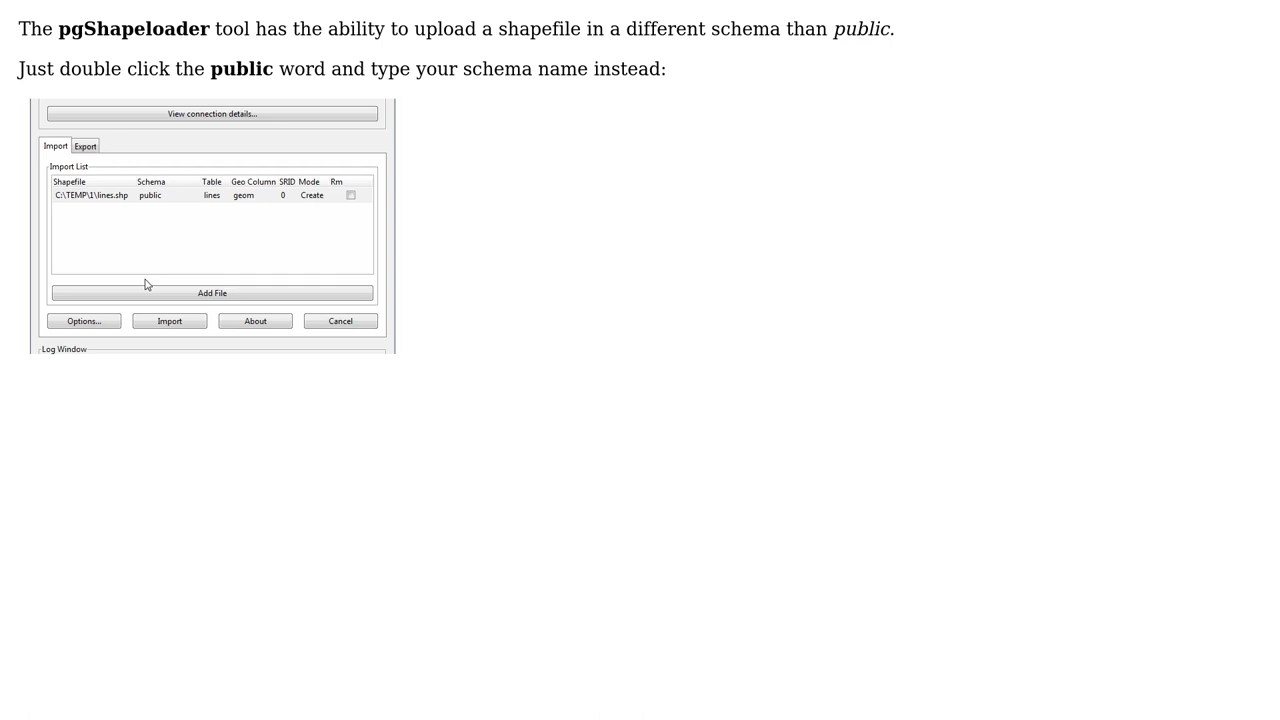 The pgShapeloader tool has the ability to upload a shapefile in a different schema than public.
Just double click the public word and type your schema name instead:
View connection details...
Import Export
Import List
Shapefile Schema Table Geo Column SRID Mode Rm
C:\TEMP\1\lines.shp public lines geom 0 Create
Add File
Options... Import About Cancel
Log Window